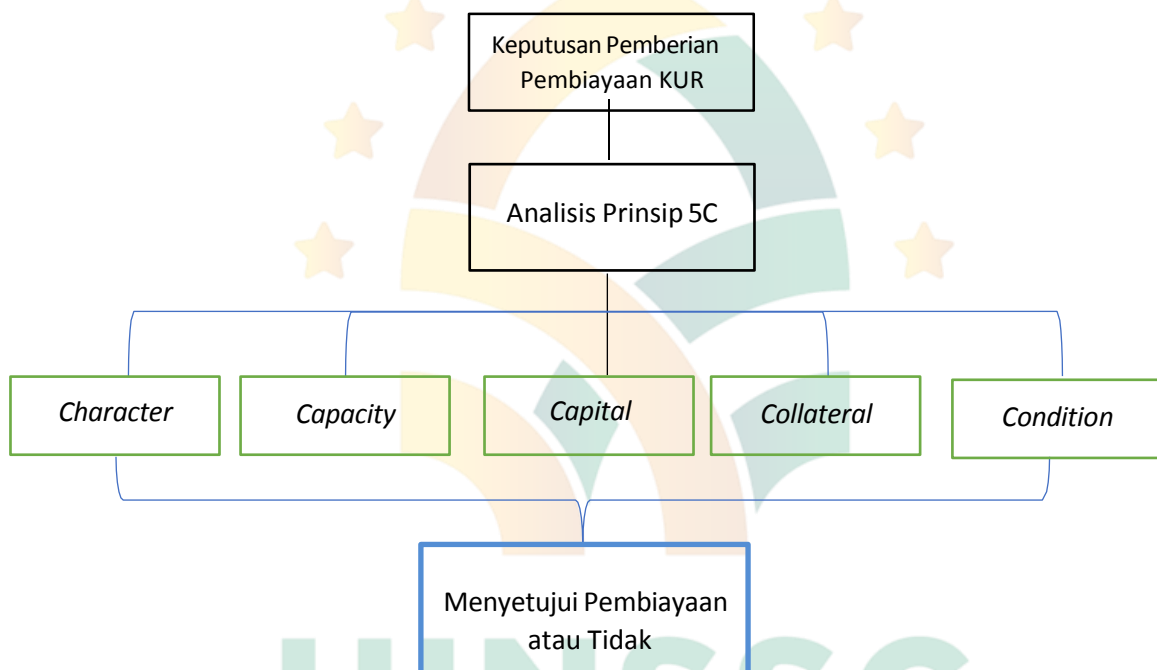 Keputusan Pemberian
Pembiayaan KUR
Analisis Prinsip 5C
Character
Capacity
Capital
Collateral
Condition
Menyetujui Pembiayaan
atau Tidak